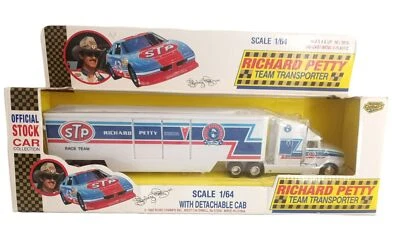 STP
SCALE 1/64
RICHARD PETTY
TEAM TRANSPORTER
OFFICIAL
STOCK
CAR
COLLECTION
STP
RICHARD PETTY
RACE TEAM
STP
SCALE 1/64
WITH DETACHABLE CAB
RICHARD PETTY
TEAM TRANSPORTER